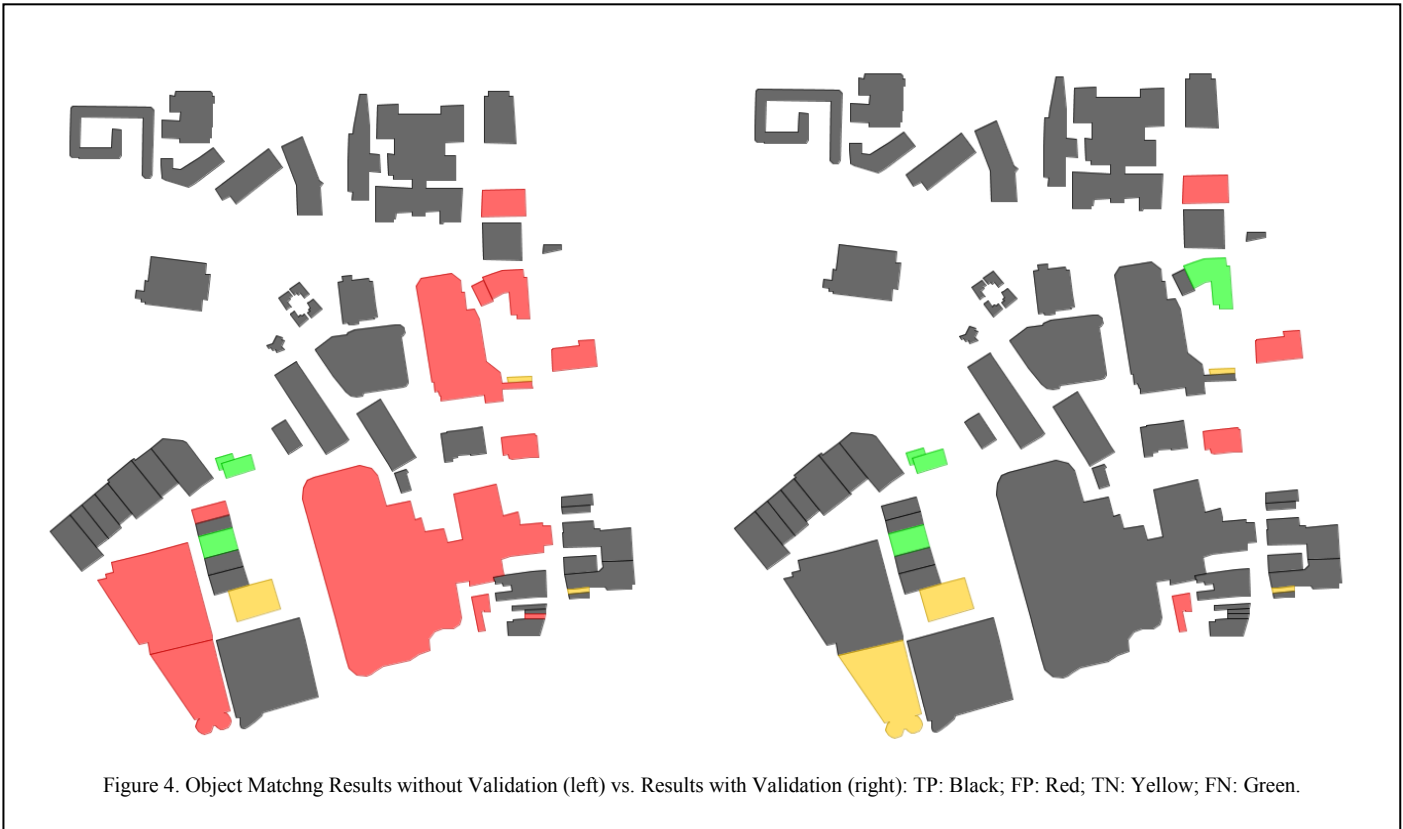 Figure 4. Object Matchng Results without Validation (left) vs. Results with Validation (right): TP: Black; FP: Red; TN: Yellow; FN: Green.